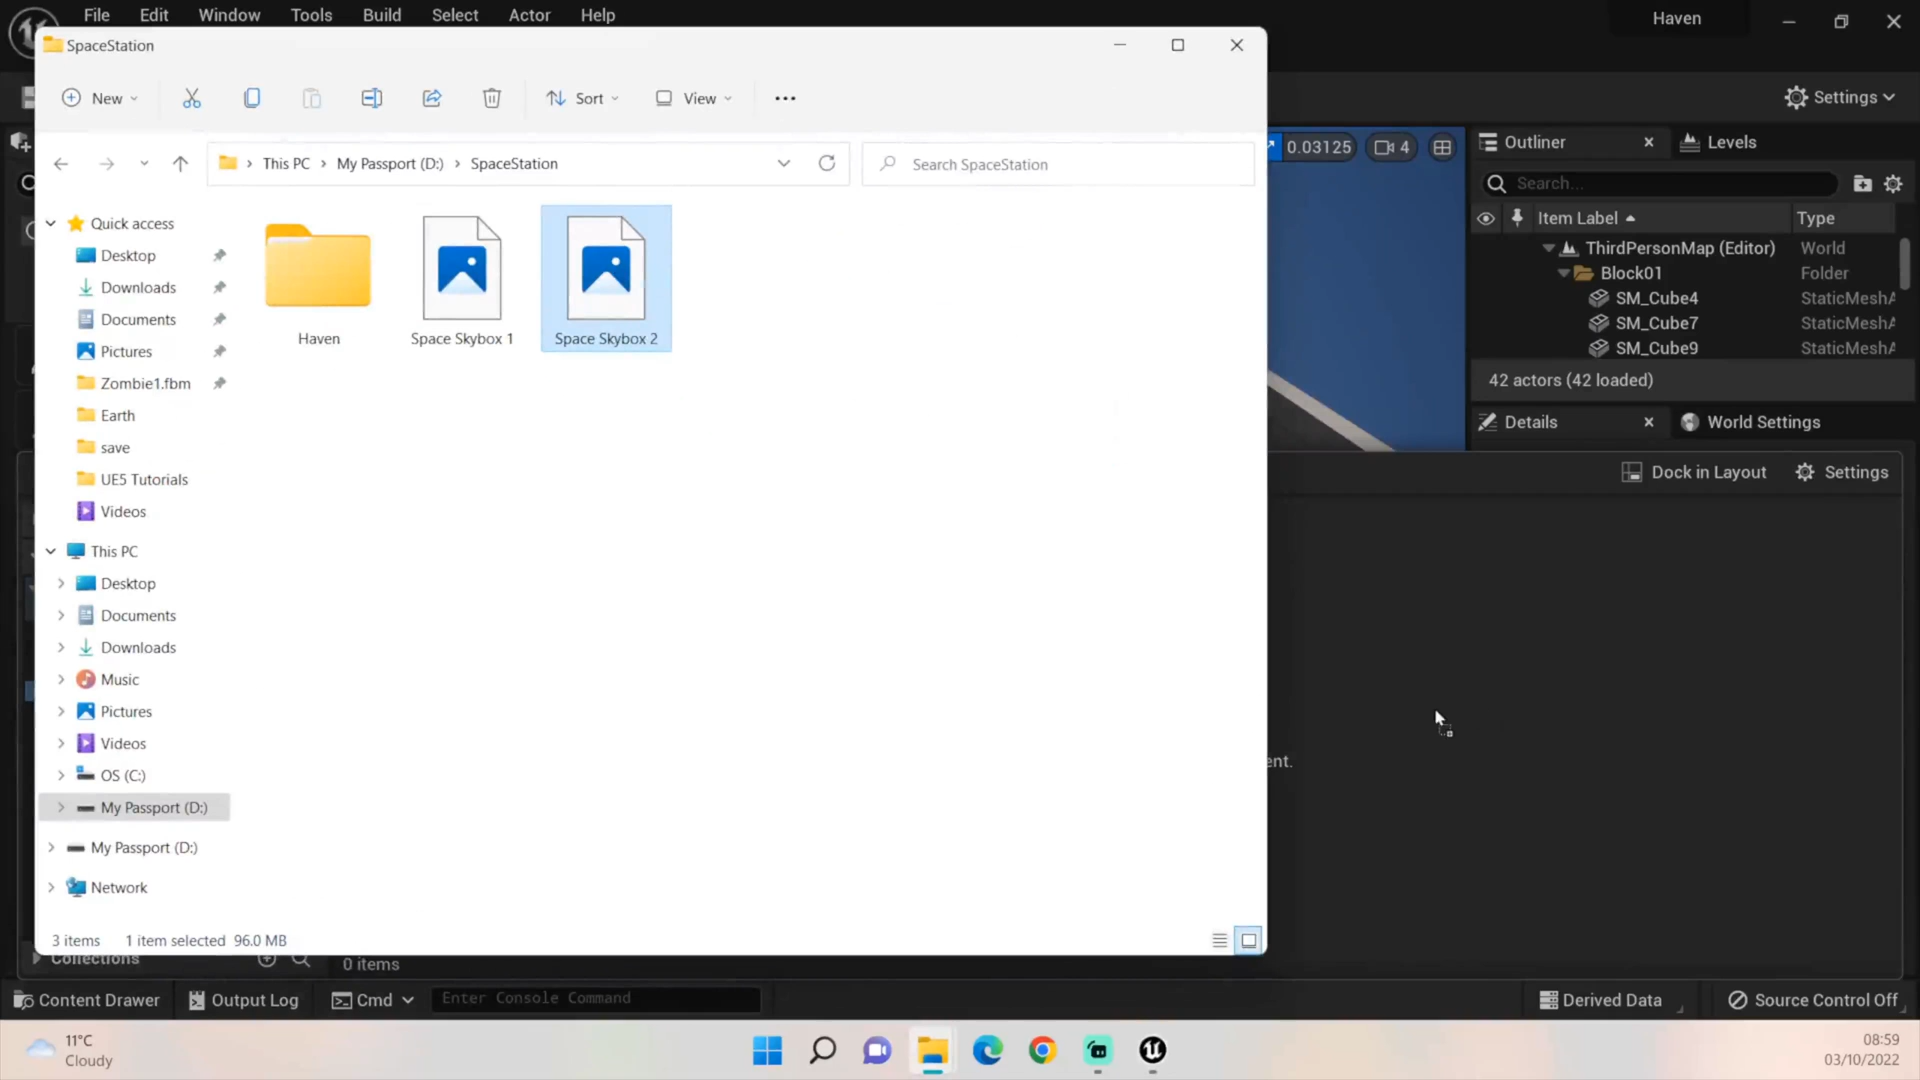 File Edit Window Tools Build Select Actor Help
Haven
SpaceStation
New
Sort
View
Settings
This PC
My Passport (D:)
SpaceStation
Search SpaceStation
0.03125
4
Outliner
Levels
Search...
Item Label
Type
ThirdPersonMap (Editor)
World
Block01
Folder
SM_Cube4
StaticMeshA
SM_Cube7
StaticMeshA
SM_Cube9
StaticMeshA
42 actors (42 loaded)
Details
World Settings
Dock in Layout
Settings
Quick access
Desktop
Downloads
Documents
Pictures
Zombie1.fbm
Earth
save
UE5 Tutorials
Videos
This PC
Desktop
Documents
Downloads
Music
Pictures
Videos
OS (C:)
My Passport (D:)
My Passport (D:)
Network
Haven
Space Skybox 1
Space Skybox 2
ent.
3 items
1 item selected 96.0 MB
Collections
0 items
Content Drawer
Output Log
Cmd
Enter Console Command
Derived Data
Source Control Off
11°C
Cloudy
08:59
03/10/2022